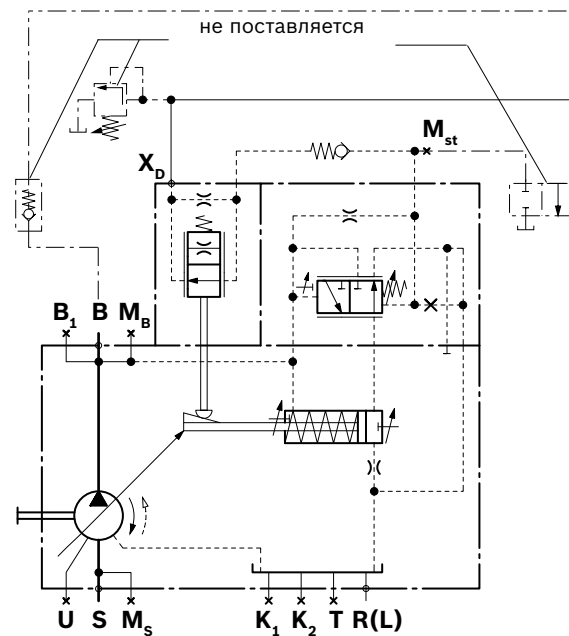 не поставляется
M_st
X_D
B_1 B M_B
U S M_S K_1 K_2 T R(L)